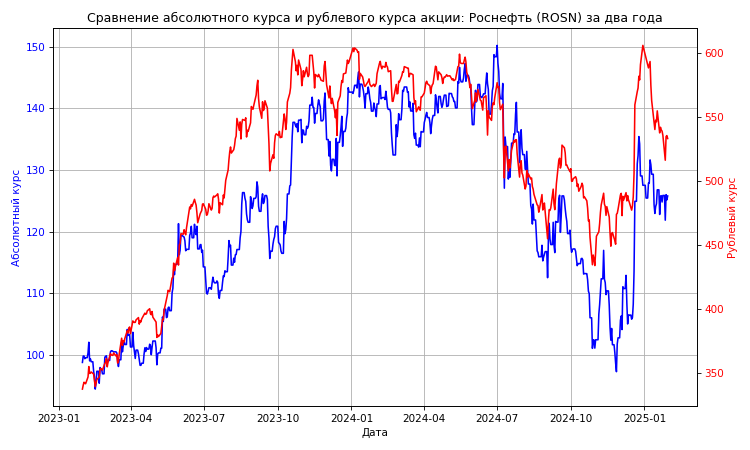 Сравнение абсолютного курса и рублевого курса акции: Роснефть (ROSN) за два года
Абсолютный курс
150
140
130
120
110
100
600
550
500
450
400
350
Рублевый курс
2023-01 2023-04 2023-07 2023-10 2024-01 2024-04 2024-07 2024-10 2025-01
Дата